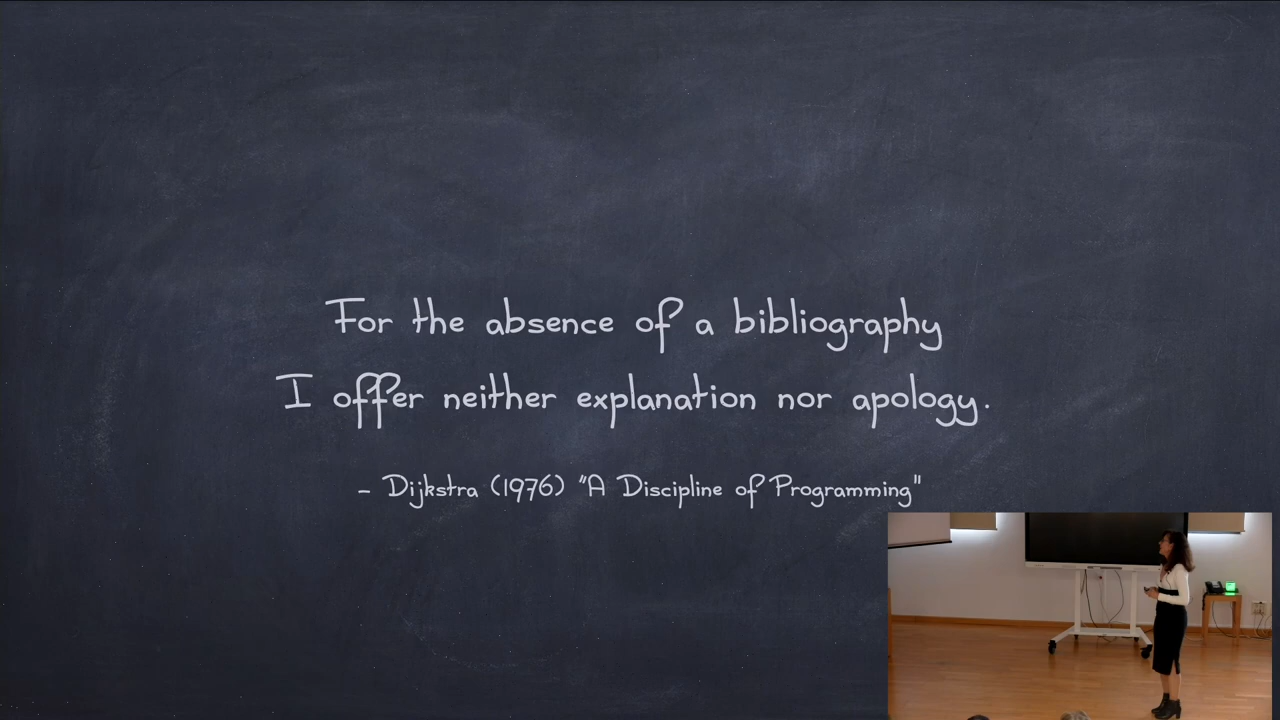 For the absence of a bibliography
I offer neither explanation nor apology.
- Dijkstra (1976) "A Discipline of Programming"